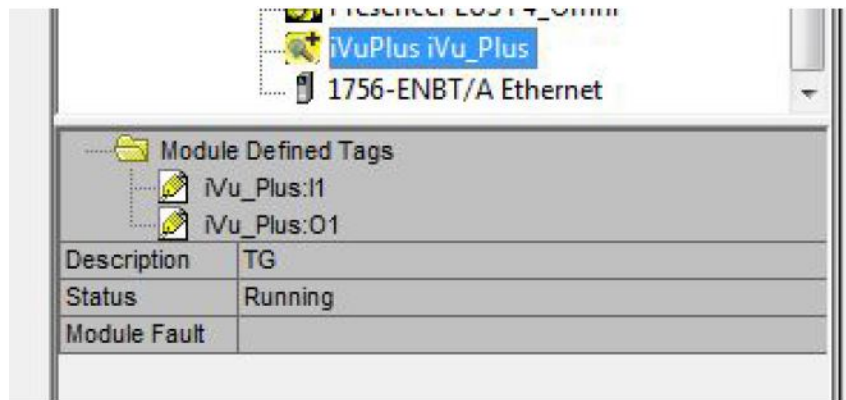 iVuPlus iVu_Plus
1756-ENBT/A Ethernet
Module Defined Tags
iVu_Plus:I1
iVu_Plus:O1
Description TG
Status Running
Module Fault